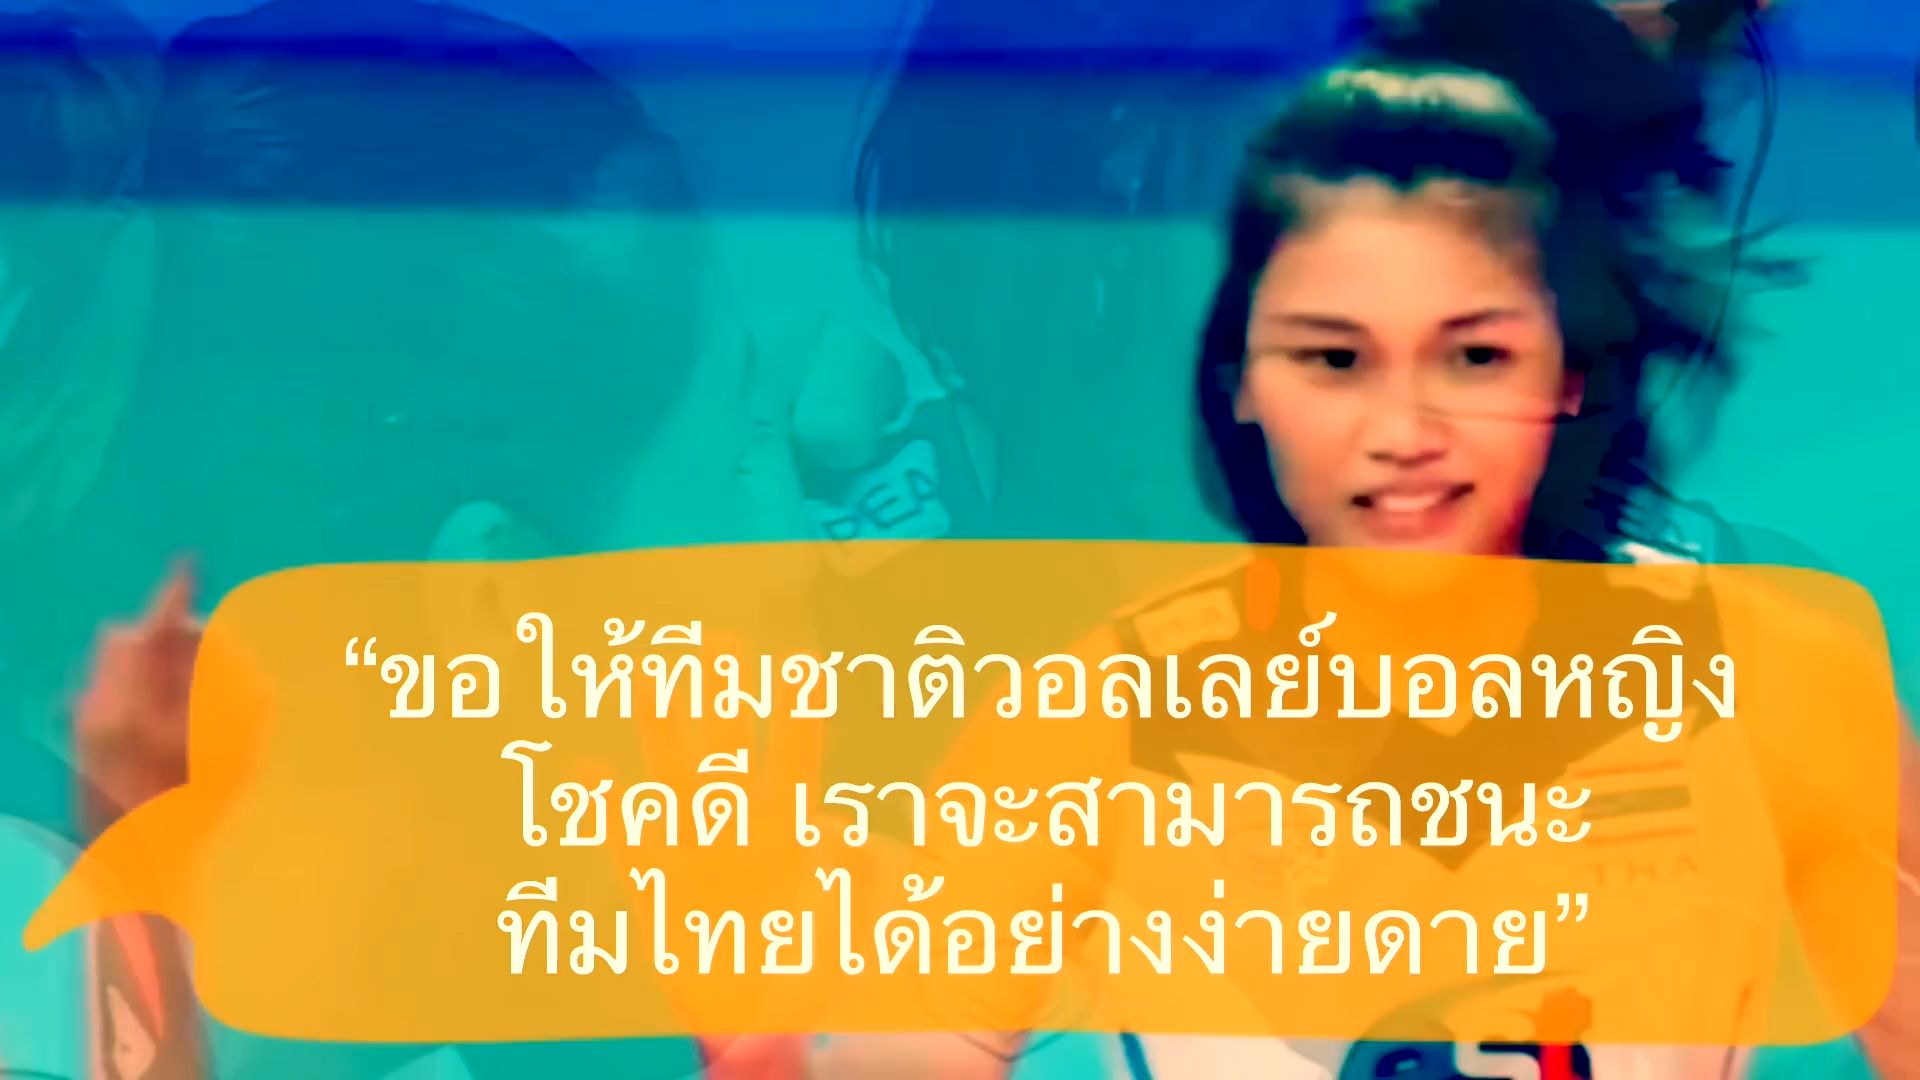 “ขอให้ทีมชาติวอลเลย์บอลหญิง
โชคดี เราจะสามารถชนะ
ทีมไทยได้อย่างง่ายดาย”
THA